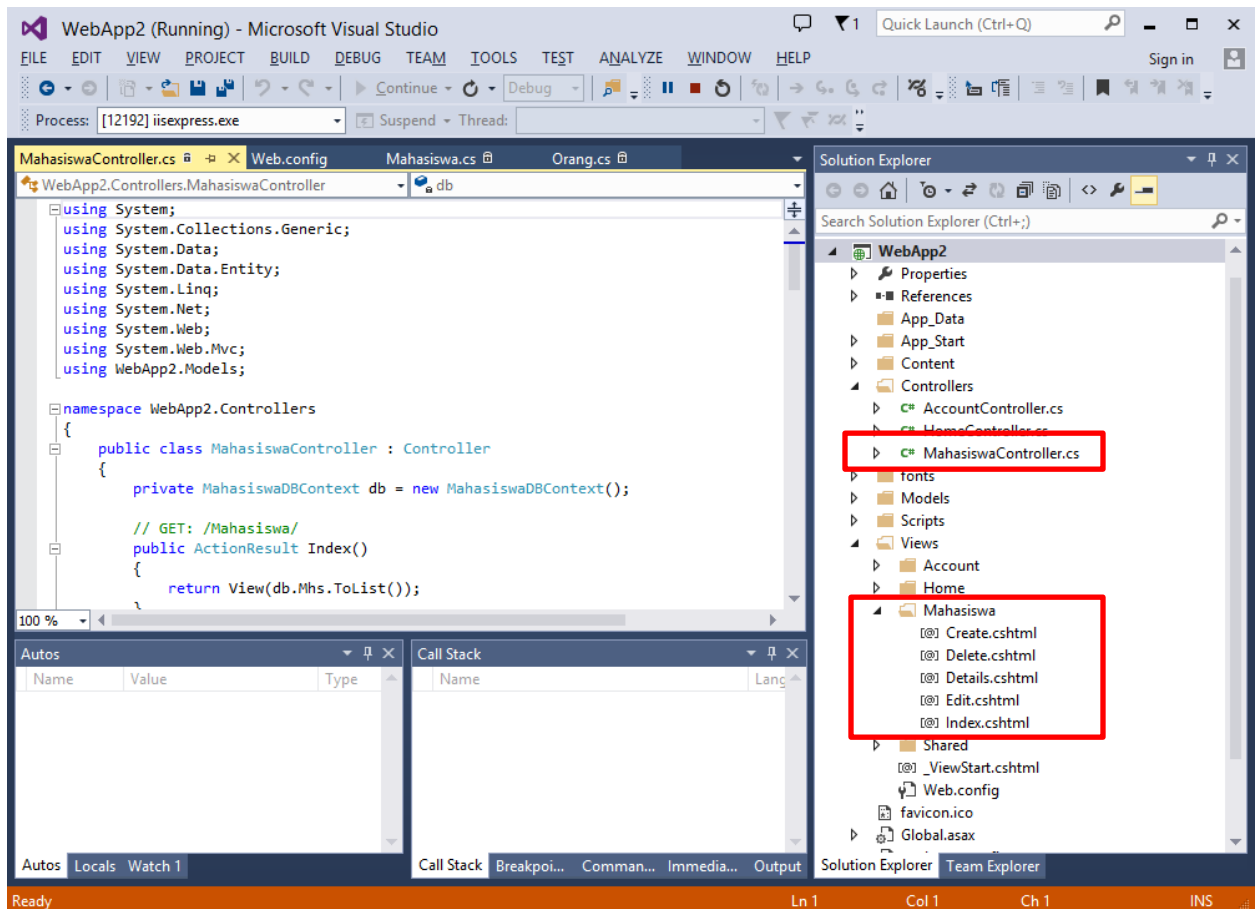 WebApp2 (Running) - Microsoft Visual Studio
1
Quick Launch (Ctrl+Q)
FILE EDIT VIEW PROJECT BUILD DEBUG TEAM TOOLS TEST ANALYZE WINDOW HELP
Sign in
Continue
Debug
Process: [12192] iisexpress.exe
Suspend
Thread:
MahasiswaController.cs Web.config Mahasiswa.cs Orang.cs
WebApp2.Controllers.MahasiswaController
db
using System;
using System.Collections.Generic;
using System.Data;
using System.Data.Entity;
using System.Linq;
using System.Net;
using System.Web;
using System.Web.Mvc;
using WebApp2.Models;
namespace WebApp2.Controllers
{
public class MahasiswaController : Controller
{
private MahasiswaDBContext db = new MahasiswaDBContext();
// GET: /Mahasiswa/
public ActionResult Index()
{
return View(db.Mhs.ToList());
}
100 %
Autos
Name Value Type
Autos Locals Watch 1
Call Stack
Name Lang
Call Stack Breakpoi... Comman... Immedia... Output
Solution Explorer
Search Solution Explorer (Ctrl+;)
WebApp2
Properties
References
App_Data
App_Start
Content
Controllers
C# AccountController.cs
C# HomeController.cs
C# MahasiswaController.cs
fonts
Models
Scripts
Views
Account
Home
Mahasiswa
[@] Create.cshtml
[@] Delete.cshtml
[@] Details.cshtml
[@] Edit.cshtml
[@] Index.cshtml
Shared
[@] _ViewStart.cshtml
Web.config
favicon.ico
Global.asax
Solution Explorer Team Explorer
Ready
Ln 1 Col 1 Ch 1 INS